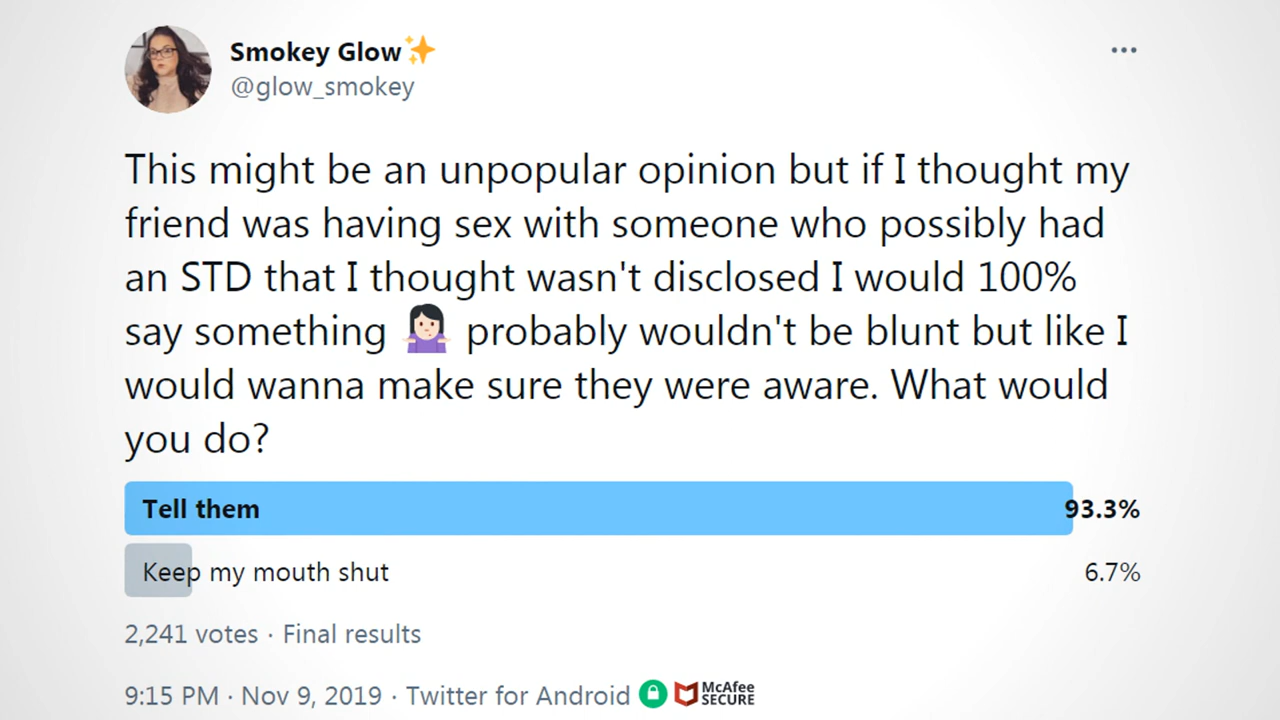 Smokey Glow✨
@glow_smokey
This might be an unpopular opinion but if I thought my
friend was having sex with someone who possibly had
an STD that I thought wasn't disclosed I would 100%
say something 🤷🏻‍♀️ probably wouldn't be blunt but like I
would wanna make sure they were aware. What would
you do?
Tell them 93.3%
Keep my mouth shut 6.7%
2,241 votes · Final results
9:15 PM · Nov 9, 2019 · Twitter for Android McAfee
SECURE